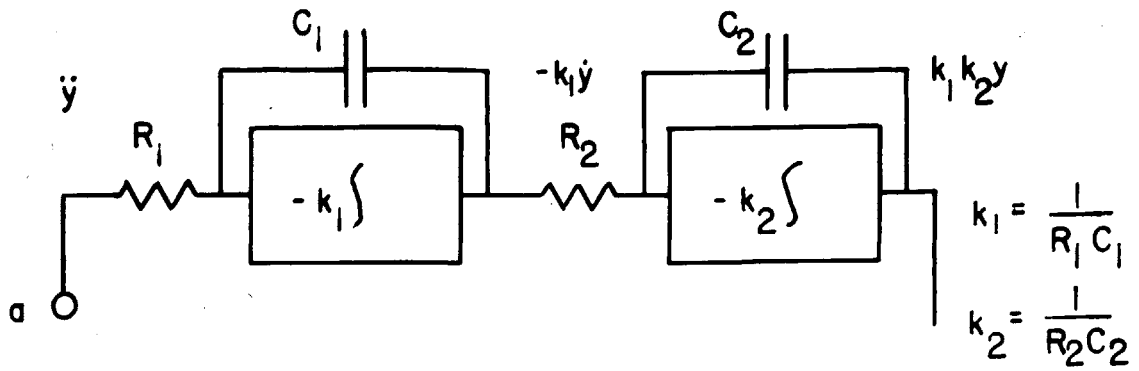 C₁
C₂
ÿ
-k₁ẏ
k₁k₂y
R₁
R₂
-k₁∫
-k₂∫
k₁ = 1/(R₁C₁)
a
k₂ = 1/(R₂C₂)